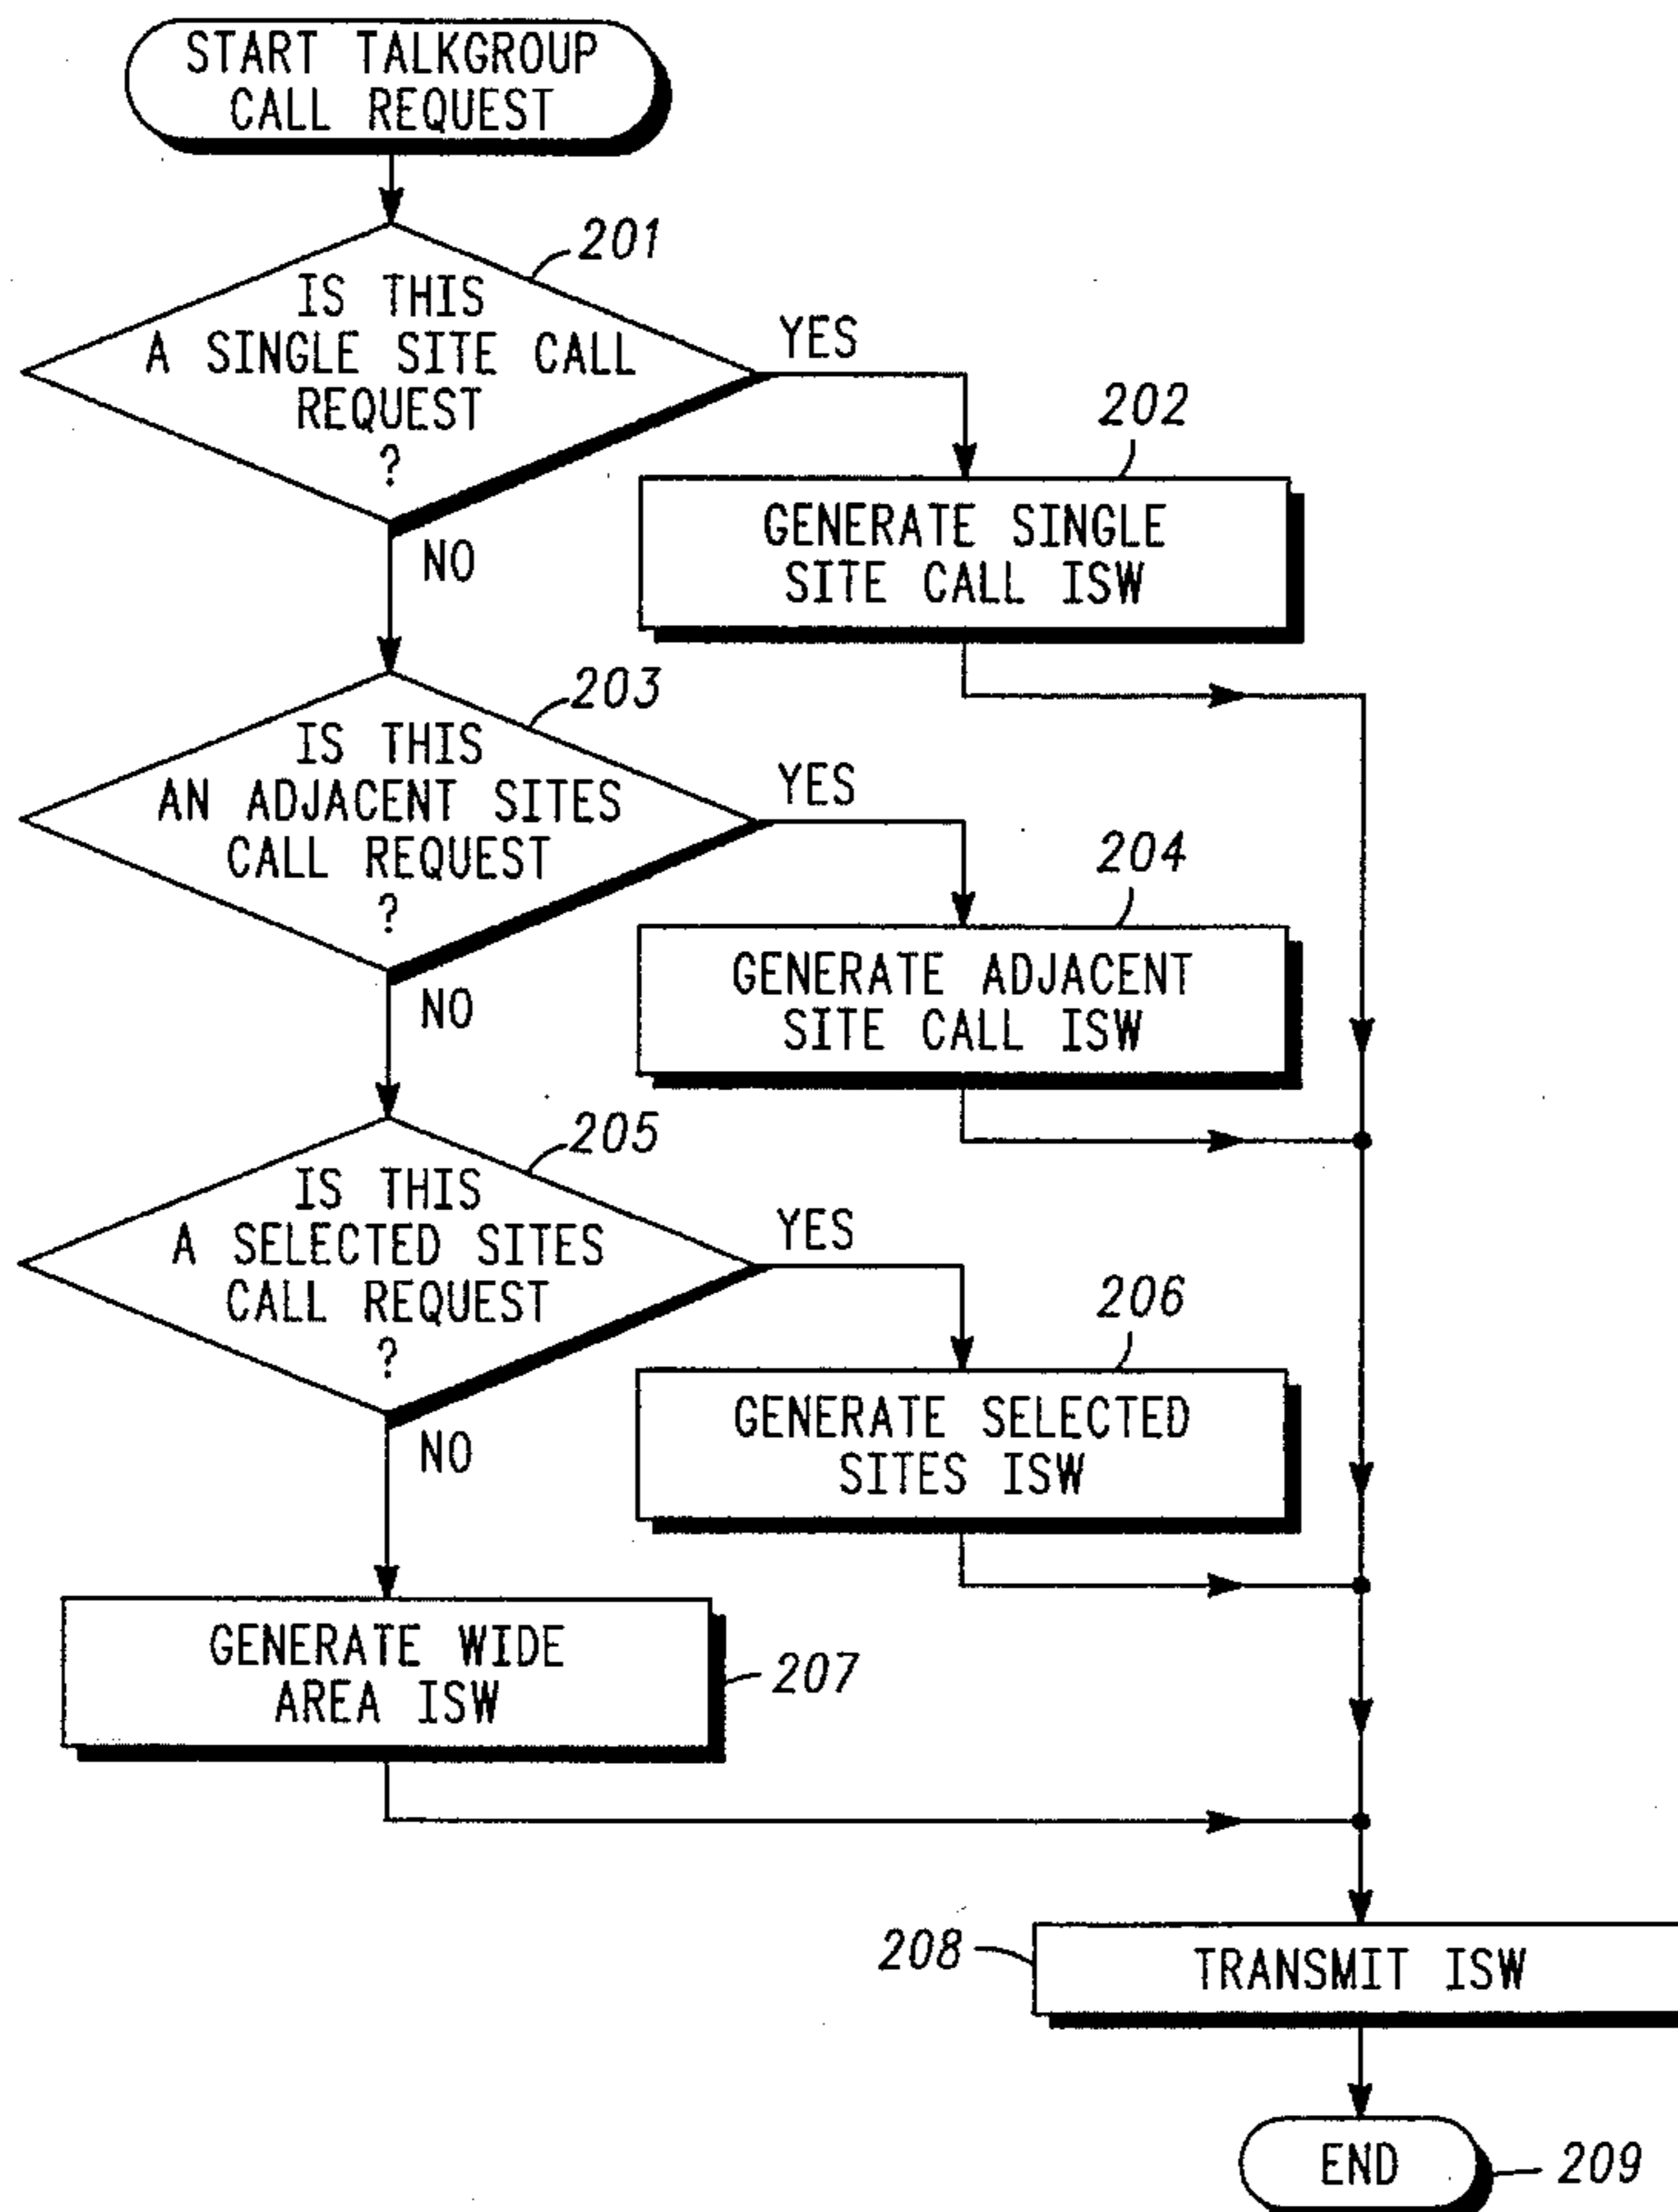 START TALKGROUP
CALL REQUEST
201
IS THIS
A SINGLE SITE CALL
REQUEST
?
YES
NO
202
GENERATE SINGLE
SITE CALL ISW
203
IS THIS
AN ADJACENT SITES
CALL REQUEST
?
YES
NO
204
GENERATE ADJACENT
SITE CALL ISW
205
IS THIS
A SELECTED SITES
CALL REQUEST
?
YES
NO
206
GENERATE SELECTED
SITES ISW
GENERATE WIDE
AREA ISW
207
208
TRANSMIT ISW
END
209